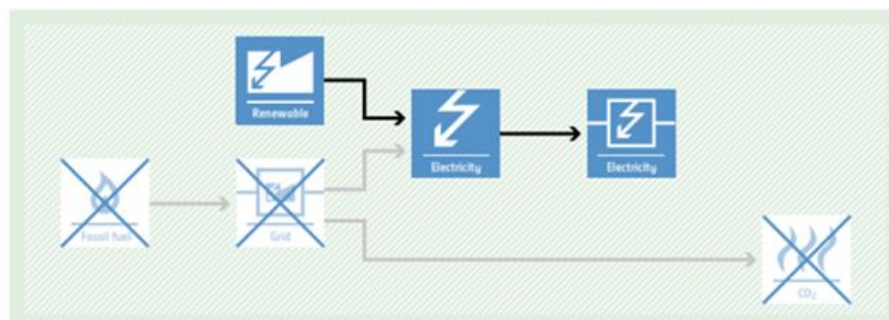 Renewable
Electricity
Electricity
Fossil fuel
Grid
CO₂